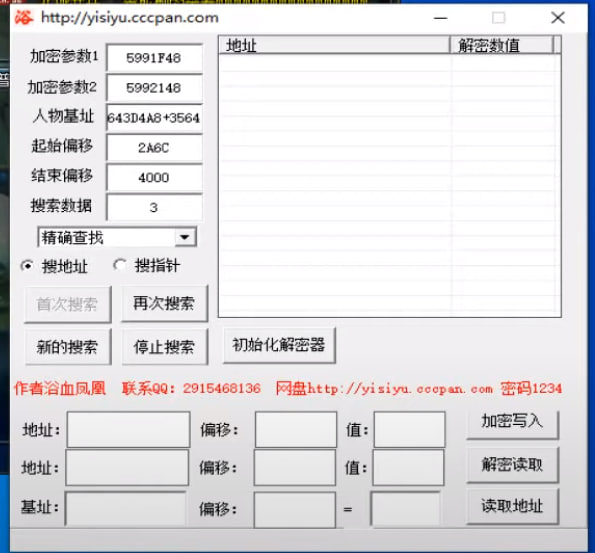 浴 http://yisiyu.cccpan.com
加密参数1 5991F48
加密参数2 5992148
人物基址 643D4A8+3564
起始偏移 2A6C
结束偏移 4000
搜索数据 3
精确查找
搜地址 搜指针
首次搜索 再次搜索
新的搜索 停止搜索 初始化解密器
地址 解密数值
作者浴血凤凰 联系QQ：2915468136 网盘http://yisiyu.cccpan.com 密码1234
地址： 偏移： 值： 加密写入
地址： 偏移： 值： 解密读取
基址： 偏移： = 读取地址